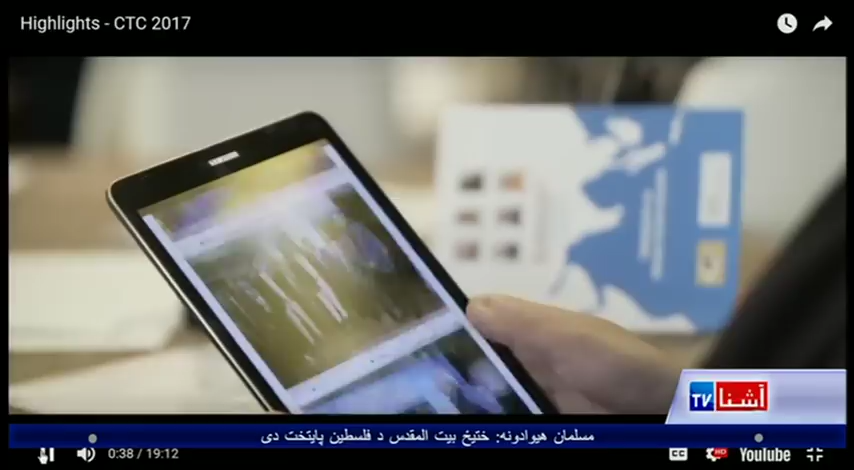 Highlights - CTC 2017
SAMSUNG
TV آشنا
مسلمان هیوادونه: ختیځ بیت المقدس د فلسطین پایتخت دی
0:38 / 19:12
CC
HD
YouTube